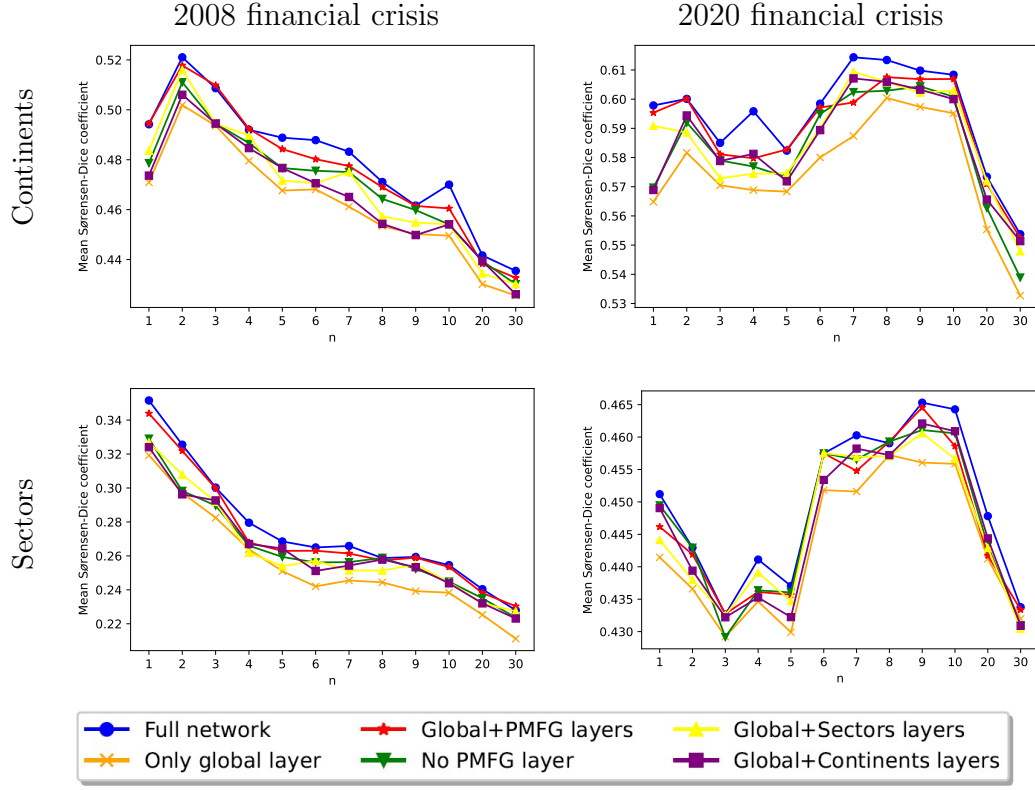 2008 financial crisis
2020 financial crisis
Continents
Mean Sørensen-Dice coefficient
0.52
0.50
0.48
0.46
0.44
1 2 3 4 5 6 7 8 9 10 20 30
n
Mean Sørensen-Dice coefficient
0.61
0.60
0.59
0.58
0.57
0.56
0.55
0.54
0.53
1 2 3 4 5 6 7 8 9 10 20 30
n
Sectors
Mean Sørensen-Dice coefficient
0.34
0.32
0.30
0.28
0.26
0.24
0.22
1 2 3 4 5 6 7 8 9 10 20 30
n
Mean Sørensen-Dice coefficient
0.465
0.460
0.455
0.450
0.445
0.440
0.435
0.430
1 2 3 4 5 6 7 8 9 10 20 30
n
Full network
Global+PMFG layers
Global+Sectors layers
Only global layer
No PMFG layer
Global+Continents layers